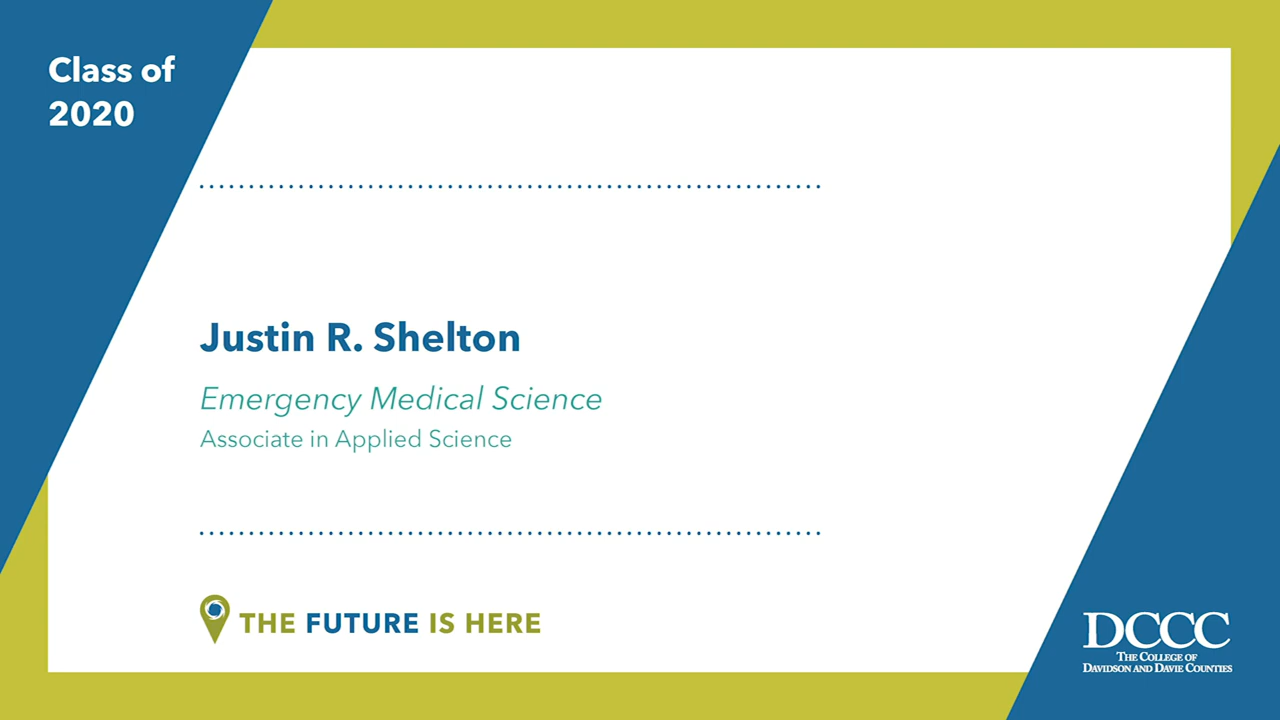 Class of
2020
Justin R. Shelton
Emergency Medical Science
Associate in Applied Science
THE FUTURE IS HERE
DCCC
THE COLLEGE OF
DAVIDSON AND DAVIE COUNTIES